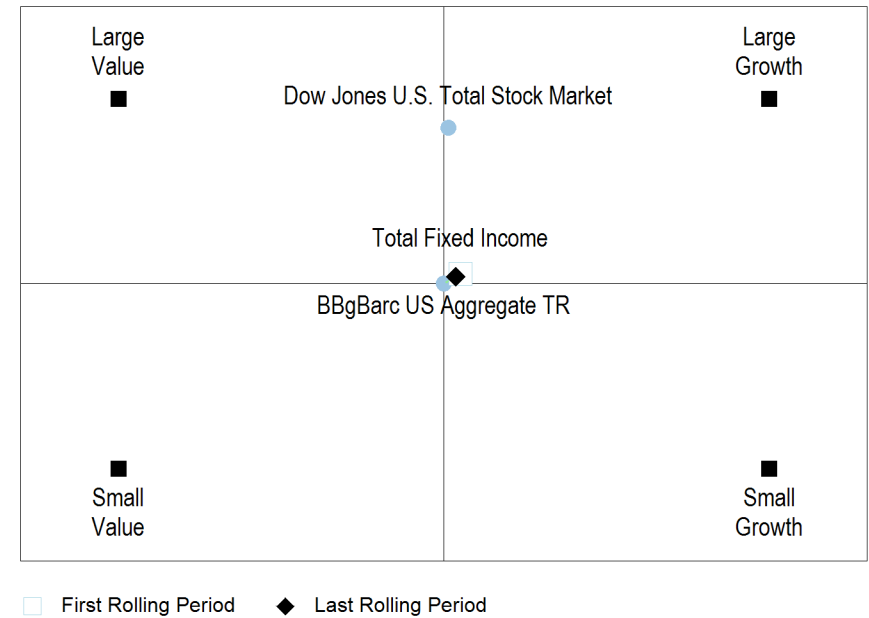 Large
Value
Large
Growth
Dow Jones U.S. Total Stock Market
Total Fixed Income
BBgBarc US Aggregate TR
Small
Value
Small
Growth
First Rolling Period
Last Rolling Period